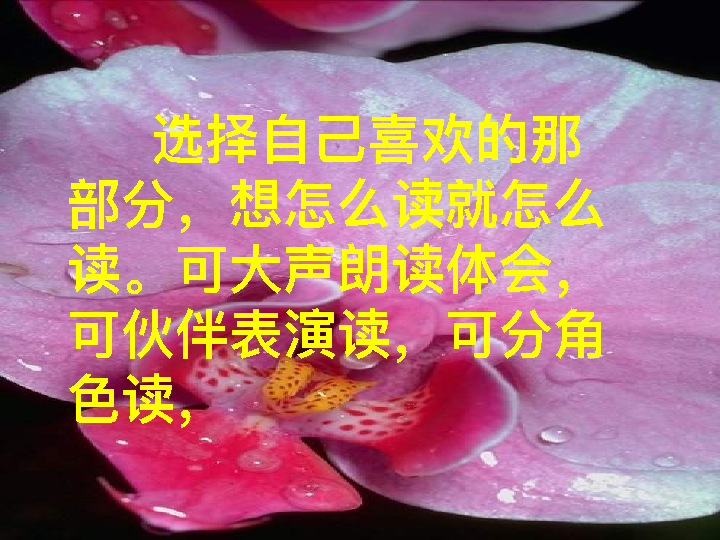 选择自己喜欢的那
部分，想怎么读就怎么
读。可大声朗读体会，
可伙伴表演读，可分角
色读，